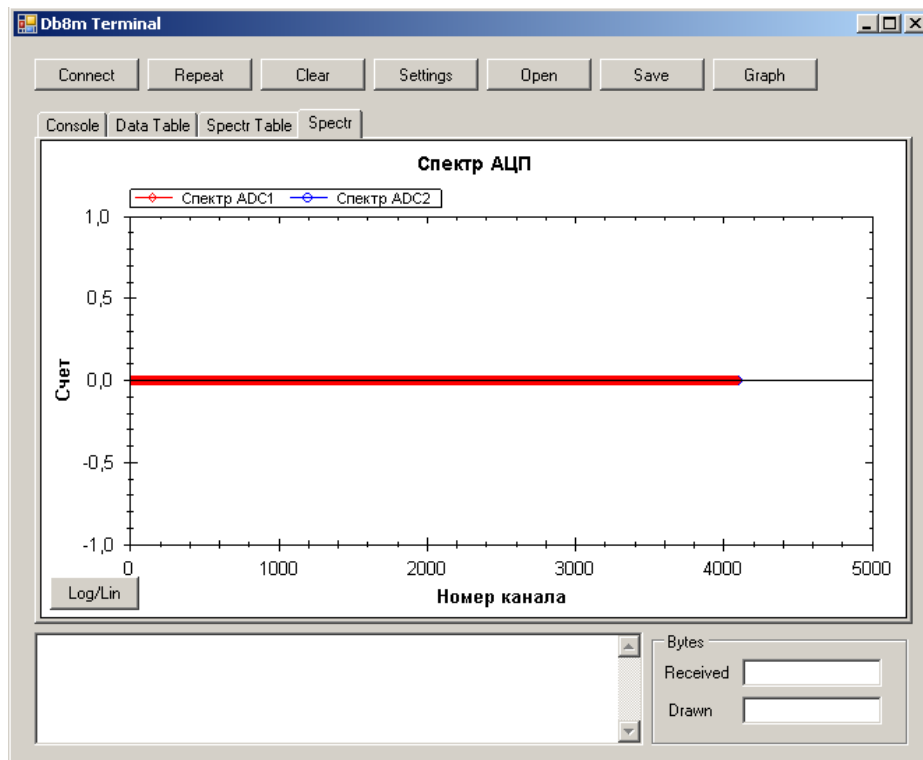 Db8m Terminal
Connect Repeat Clear Settings Open Save Graph
Console Data Table Spectr Table Spectr
Спектр АЦП
Спектр ADC1 Спектр ADC2
1,0
0,5
0,0
-0,5
-1,0
Счет
0 1000 2000 3000 4000 5000
Log/Lin
Номер канала
Bytes
Received
Drawn